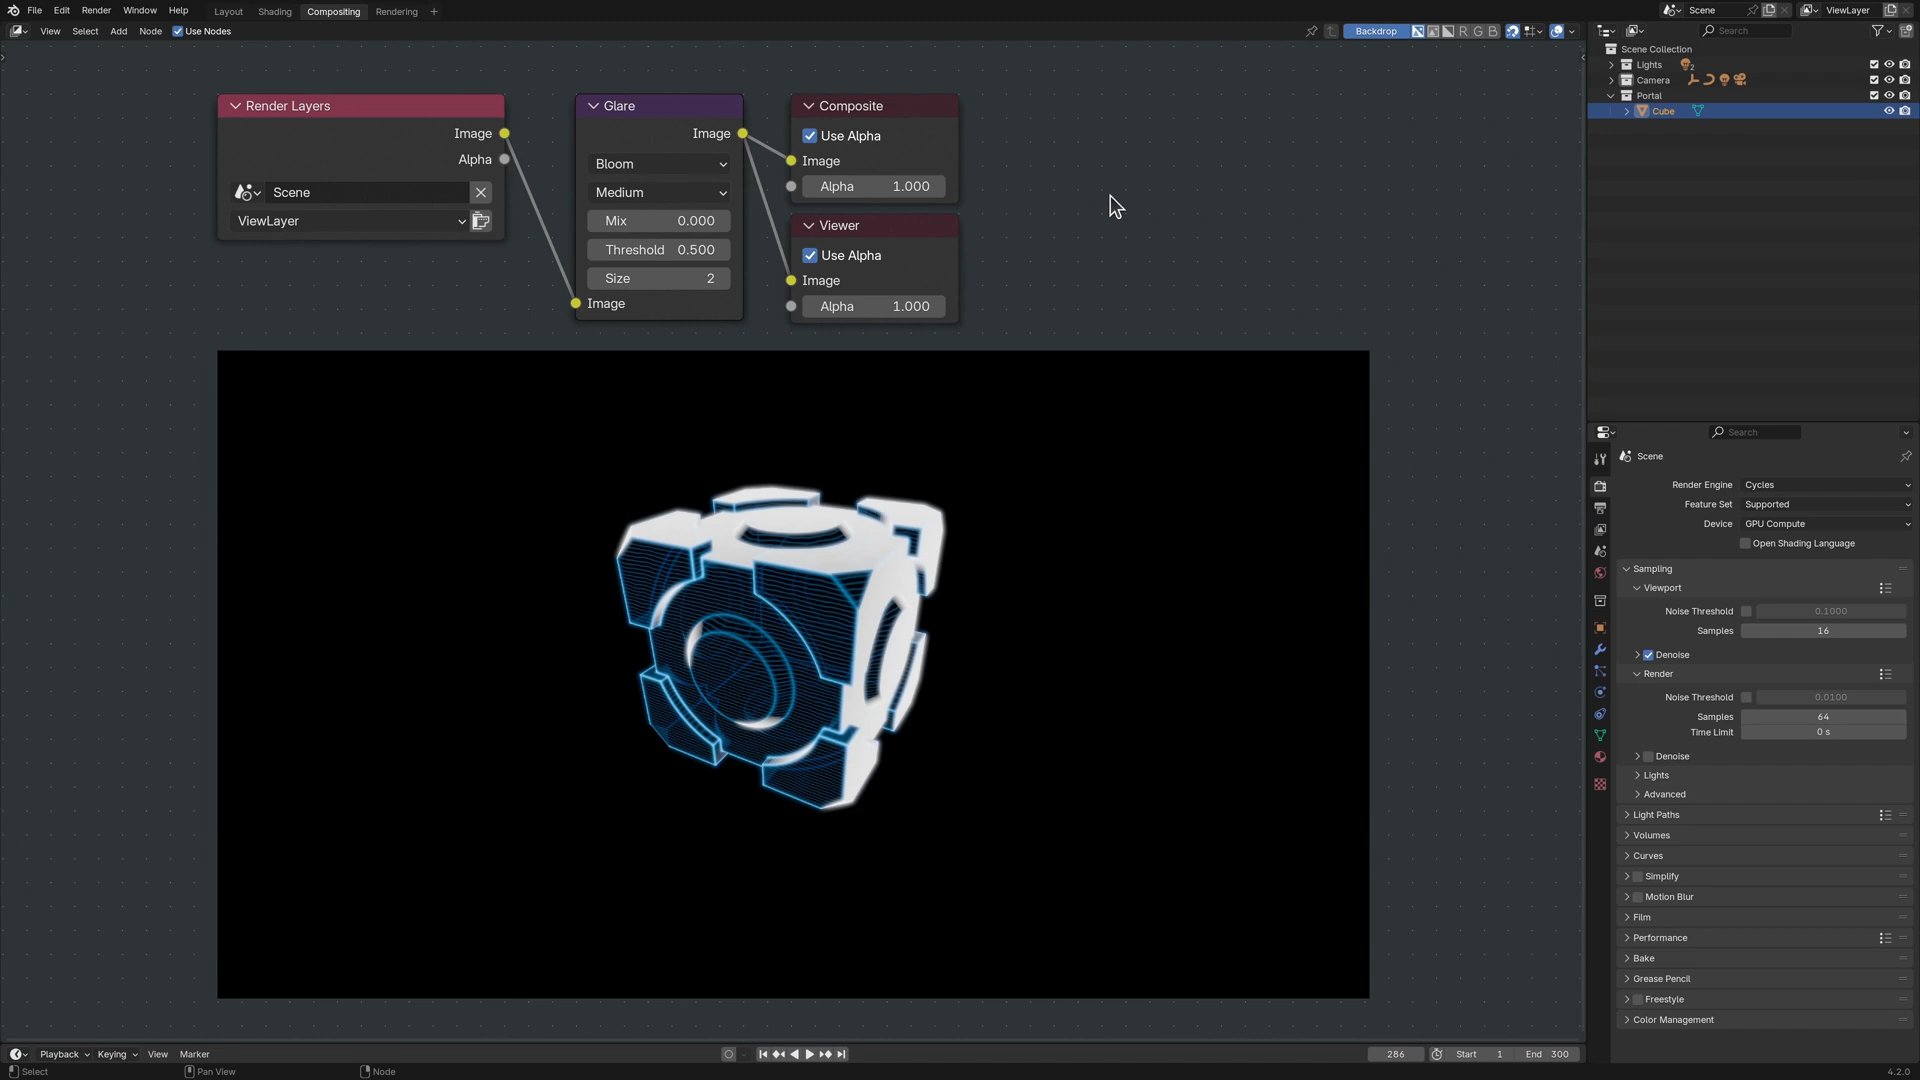 File Edit Render Window Help Layout Shading Compositing Rendering + Scene ViewLayer
View Select Add Node Use Nodes Backdrop R G B Search
Render Layers
Image
Alpha
Scene
ViewLayer
Glare
Image
Bloom
Medium
Mix 0.000
Threshold 0.500
Size 2
Image
Composite
Use Alpha
Image
Alpha 1.000
Viewer
Use Alpha
Image
Alpha 1.000
Scene Collection
Lights 2
Camera
Portal
Cube
Search
Scene
Render Engine Cycles
Feature Set Supported
Device GPU Compute
Open Shading Language
Sampling
Viewport
Noise Threshold 0.1000
Samples 16
Denoise
Render
Noise Threshold 0.0100
Samples 64
Time Limit 0 s
Denoise
Lights
Advanced
Light Paths
Volumes
Curves
Simplify
Motion Blur
Film
Performance
Bake
Grease Pencil
Freestyle
Color Management
Playback Keying View Marker 286 Start 1 End 300
Select Pan View Node 4.2.0